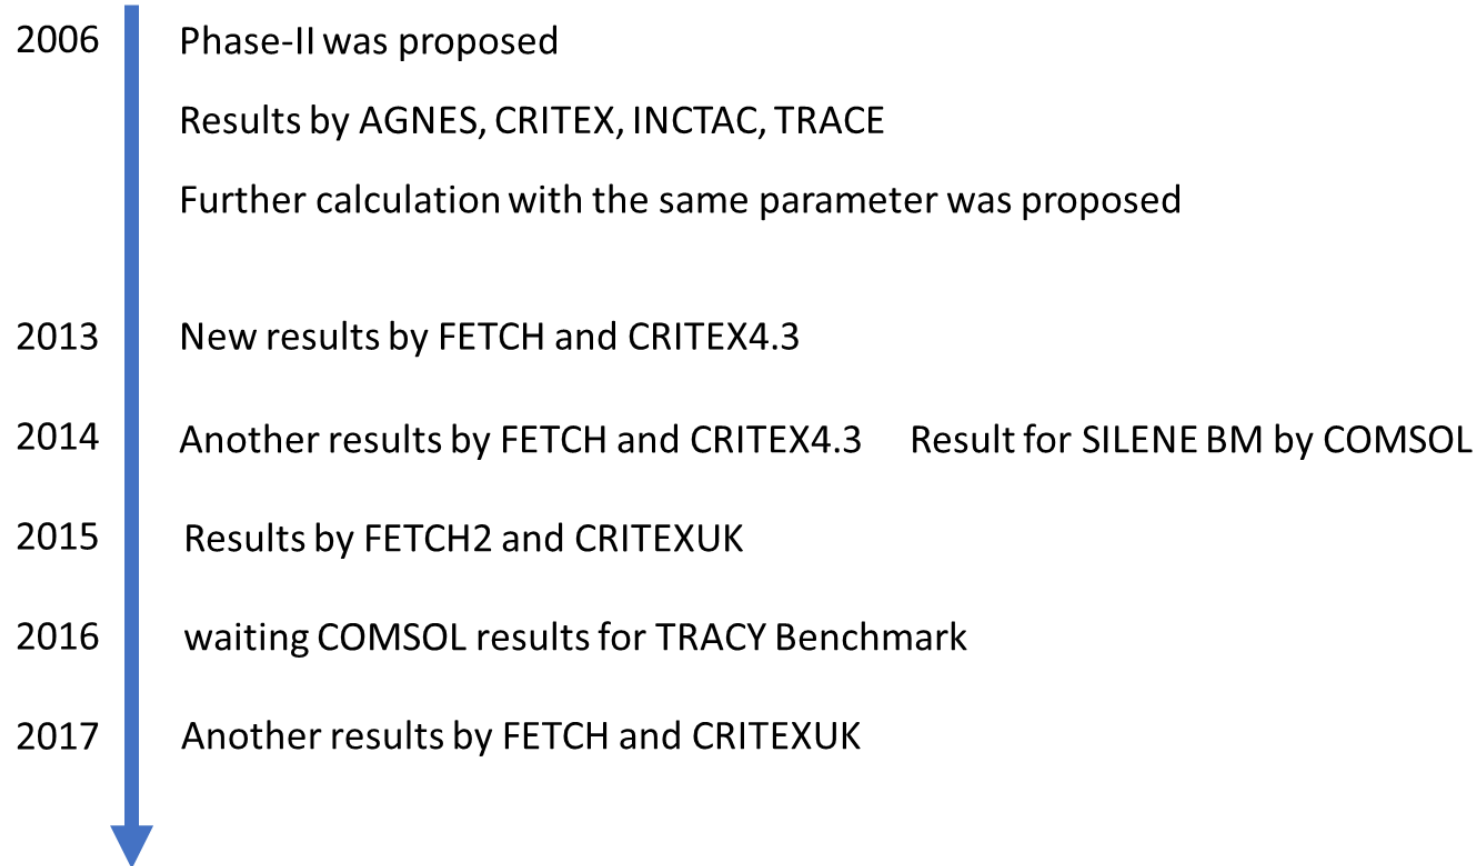 2006 Phase-II was proposed
Results by AGNES, CRITEX, INCTAC, TRACE
Further calculation with the same parameter was proposed
2013 New results by FETCH and CRITEX4.3
2014 Another results by FETCH and CRITEX4.3 Result for SILENE BM by COMSOL
2015 Results by FETCH2 and CRITEXUK
2016 waiting COMSOL results for TRACY Benchmark
2017 Another results by FETCH and CRITEXUK